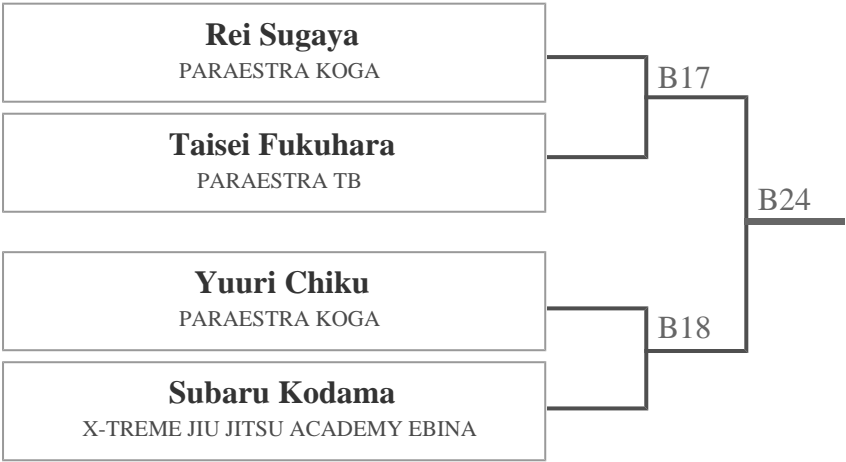 Rei Sugaya
PARAESTRA KOGA
B17
Taisei Fukuhara
PARAESTRA TB
B24
Yuuri Chiku
PARAESTRA KOGA
B18
Subaru Kodama
X-TREME JIU JITSU ACADEMY EBINA